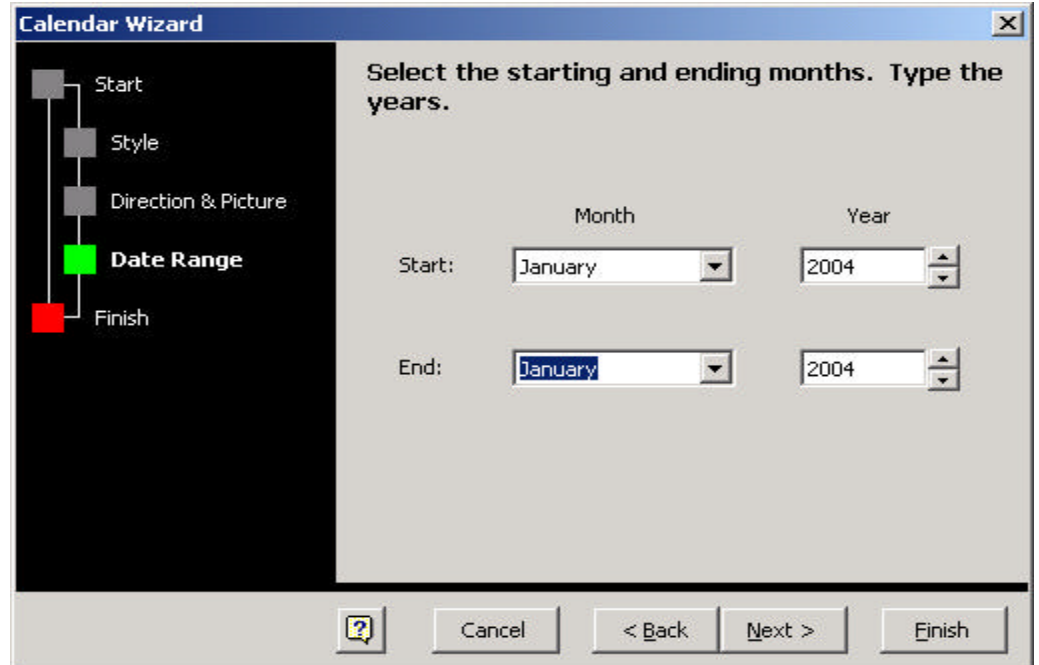 Calendar Wizard
Start
Style
Direction & Picture
Date Range
Finish
Select the starting and ending months.  Type the
years.
Month Year
Start: January 2004
End: January 2004
Cancel < Back Next > Finish